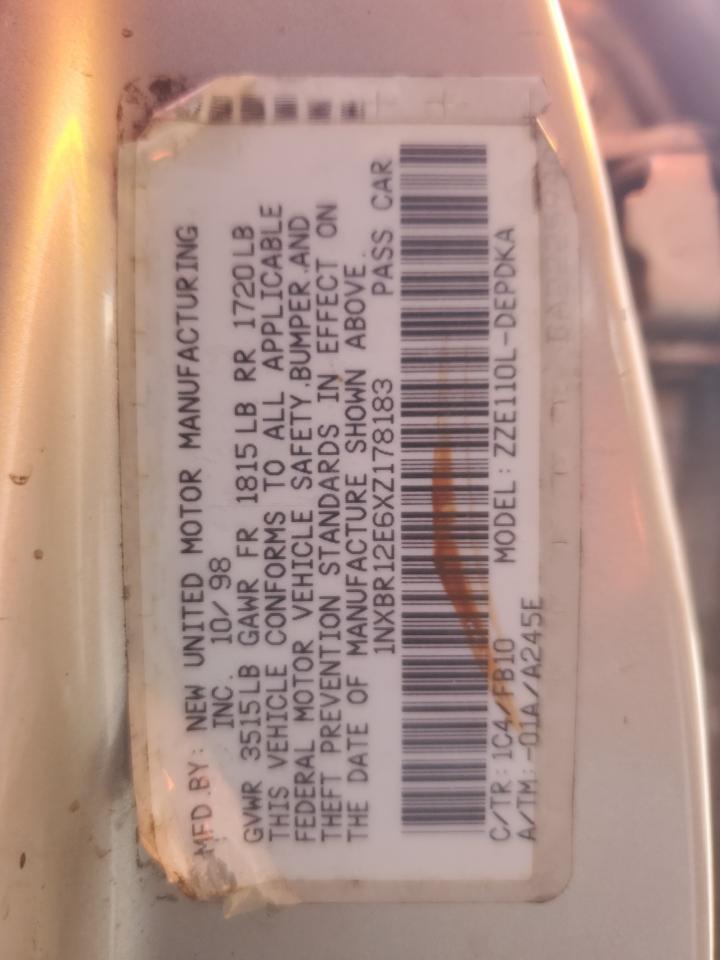 MFD.BY: NEW UNITED MOTOR MANUFACTURING
INC. 10/98
GVWR 3515LB GAWR FR 1815LB RR 1720LB
THIS VEHICLE CONFORMS TO ALL APPLICABLE
FEDERAL MOTOR VEHICLE SAFETY,BUMPER,AND
THEFT PREVENTION STANDARDS IN EFFECT ON
THE DATE OF MANUFACTURE SHOWN ABOVE.
1NXBR12E6XZ178183 PASS CAR
C/TR:1C4/FB10 MODEL:ZZE110L-DEPDKA
A/TM:-01A/A245E